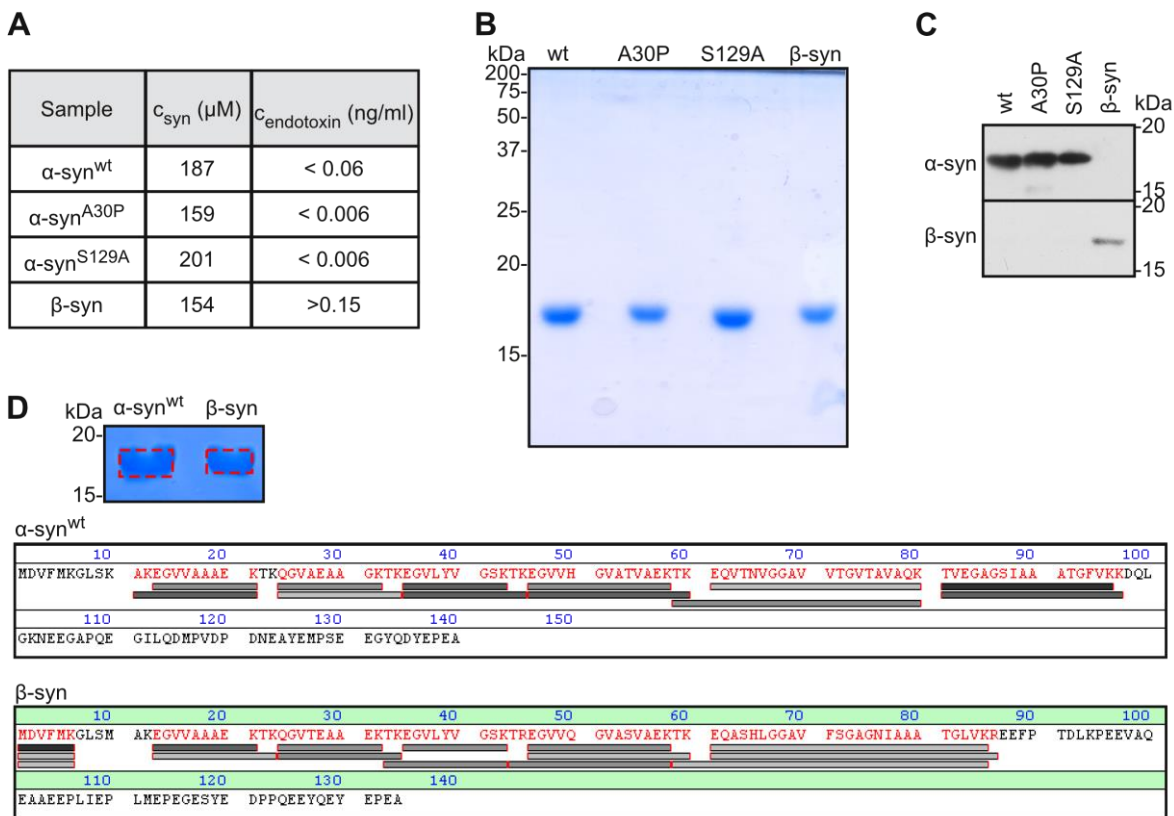 A
Sample c_syn (μM) c_endotoxin (ng/ml)
α-syn^wt 187 < 0.06
α-syn^A30P 159 < 0.006
α-syn^S129A 201 < 0.006
β-syn 154 >0.15
B
kDa wt A30P S129A β-syn
200-
75-
50-
37-
25-
20-
15-
C
wt A30P S129A β-syn kDa
α-syn
-20
-15
β-syn
-20
-15
D
kDa α-syn^wt β-syn
20-
15-
α-syn^wt
10 20 30 40 50 60 70 80 90 100
MDVFMKGLSK AKEGVVAAAE KTKQGVAEAA GKTKEGVLYV GSKTKEGVVH GVATVAEKTK EQVTNVGGAV VTGVTAVAQK TVEGAGSIAA ATGFVKKDQL
110 120 130 140 150
GKNEEGAPQE GILQDMPVDP DNEAYEMPSE EGYQDYEPEA
β-syn
10 20 30 40 50 60 70 80 90 100
MDVFMKGLSM AKEGVVAAAE KTKQGVTEAA EKTKEGVLYV GSKTREGVVQ GVASVAEKTK EQASHLGGAV FSGAGNIAAA TGLVKREEFP TDLKPEEVAQ
110 120 130 140
EAAEEPLIEP LMEPEGESYE DPPQEEYQEY EPEA